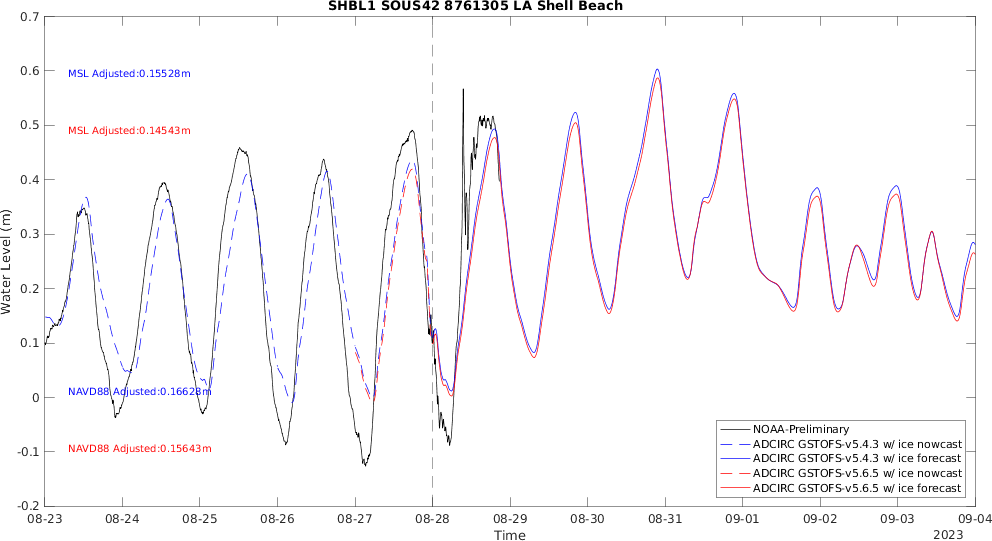 SHBL1 SOUS42 8761305 LA Shell Beach
0.7
0.6
0.5
0.4
0.3
0.2
0.1
0
-0.1
-0.2
Water Level (m)
MSL Adjusted:0.15528m
MSL Adjusted:0.14543m
NAVD88 Adjusted:0.16628m
NAVD88 Adjusted:0.15643m
NOAA-Preliminary
ADCIRC GSTOFS-v5.4.3 w/ ice nowcast
ADCIRC GSTOFS-v5.4.3 w/ ice forecast
ADCIRC GSTOFS-v5.6.5 w/ ice nowcast
ADCIRC GSTOFS-v5.6.5 w/ ice forecast
08-23 08-24 08-25 08-26 08-27 08-28 08-29 08-30 08-31 09-01 09-02 09-03 09-04
Time
2023